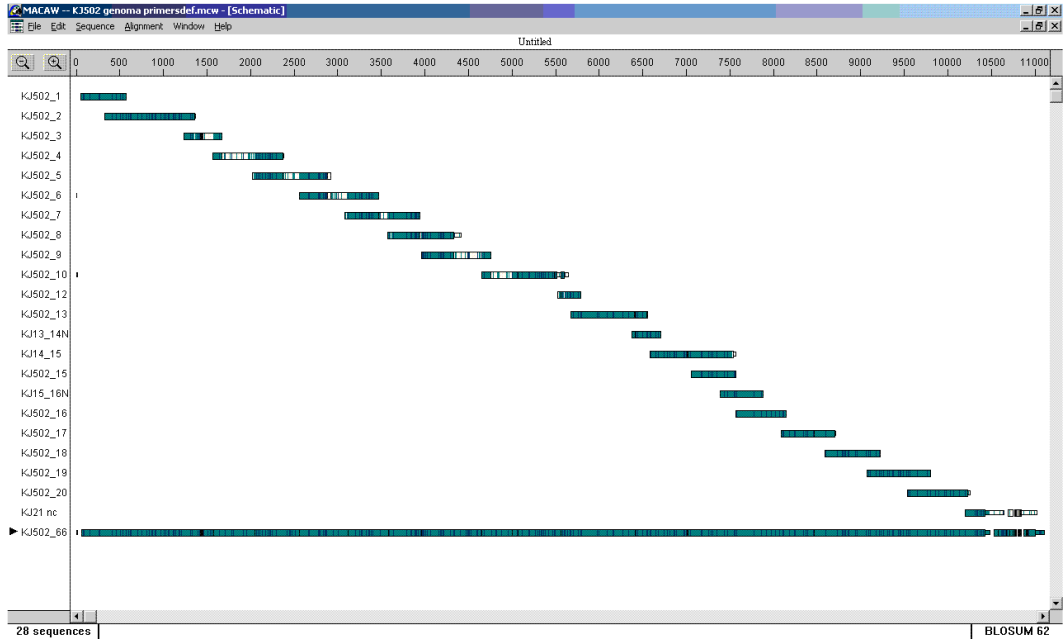 MACAW -- KJ502 genoma primersdef.mcw - [Schematic]
File Edit Sequence Alignment Window Help
Untitled
0 500 1000 1500 2000 2500 3000 3500 4000 4500 5000 5500 6000 6500 7000 7500 8000 8500 9000 9500 10000 10500 11000
KJ502_1
KJ502_2
KJ502_3
KJ502_4
KJ502_5
KJ502_6
KJ502_7
KJ502_8
KJ502_9
KJ502_10
KJ502_12
KJ502_13
KJ13_14N
KJ14_15
KJ502_15
KJ15_16N
KJ502_16
KJ502_17
KJ502_18
KJ502_19
KJ502_20
KJ21 nc
KJ502_66
28 sequences BLOSUM 62